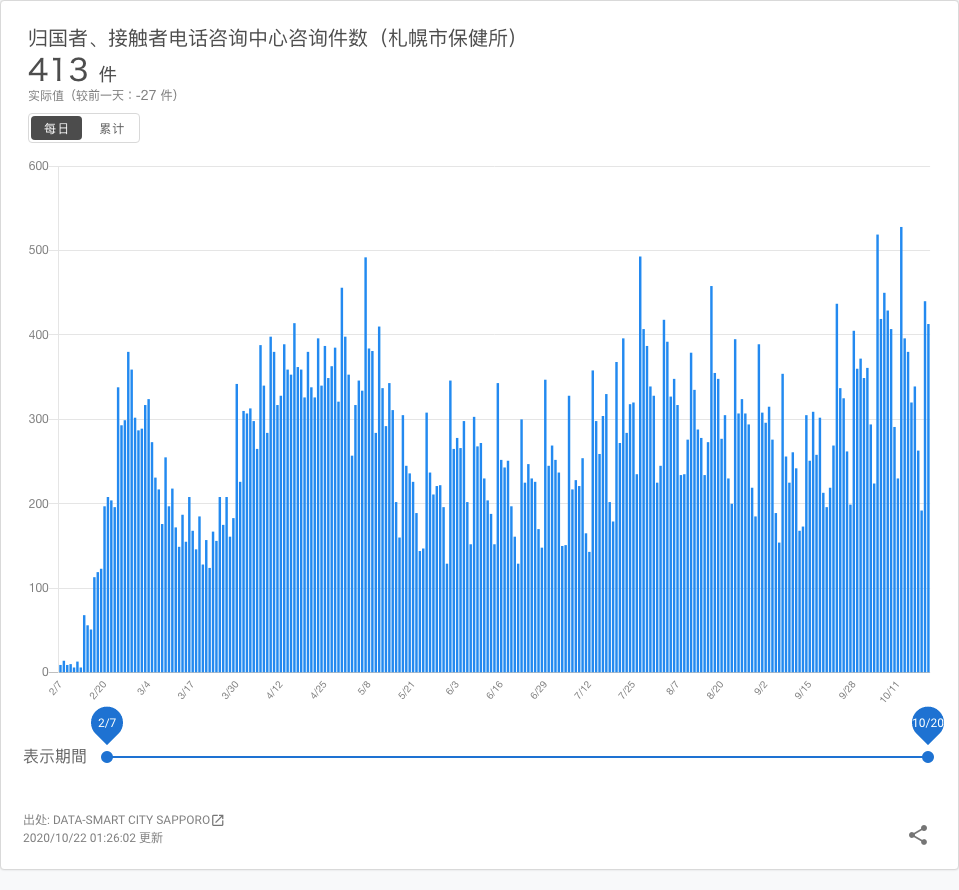 归国者、接触者电话咨询中心咨询件数（札幌市保健所）
413 件
实际值（较前一天：-27 件）
每日 累计
600
500
400
300
200
100
0
2/7 2/20 3/4 3/17 3/30 4/12 4/25 5/8 5/21 6/3 6/16 6/29 7/12 7/25 8/7 8/20 9/2 9/15 9/28 10/11
2/7 10/20
表示期間
出处: DATA-SMART CITY SAPPORO
2020/10/22 01:26:02 更新